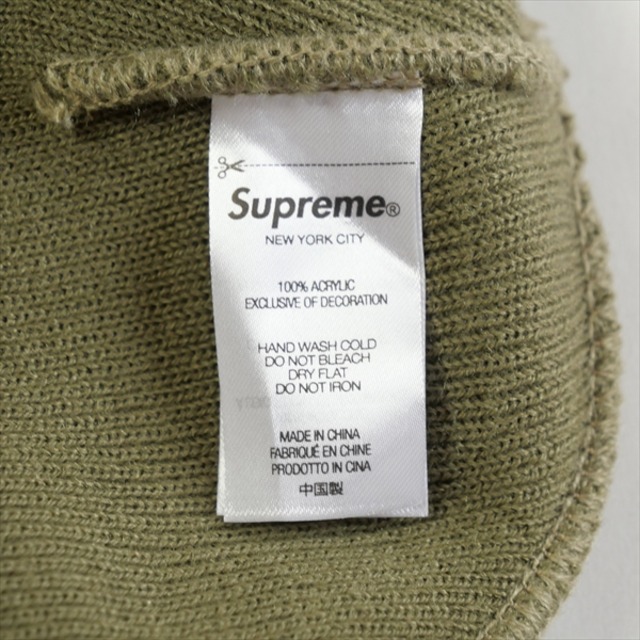 Supreme®
NEW YORK CITY
100% ACRYLIC
EXCLUSIVE OF DECORATION
HAND WASH COLD
DO NOT BLEACH
DRY FLAT
DO NOT IRON
MADE IN CHINA
FABRIQUÉ EN CHINE
PRODOTTO IN CINA
中国製